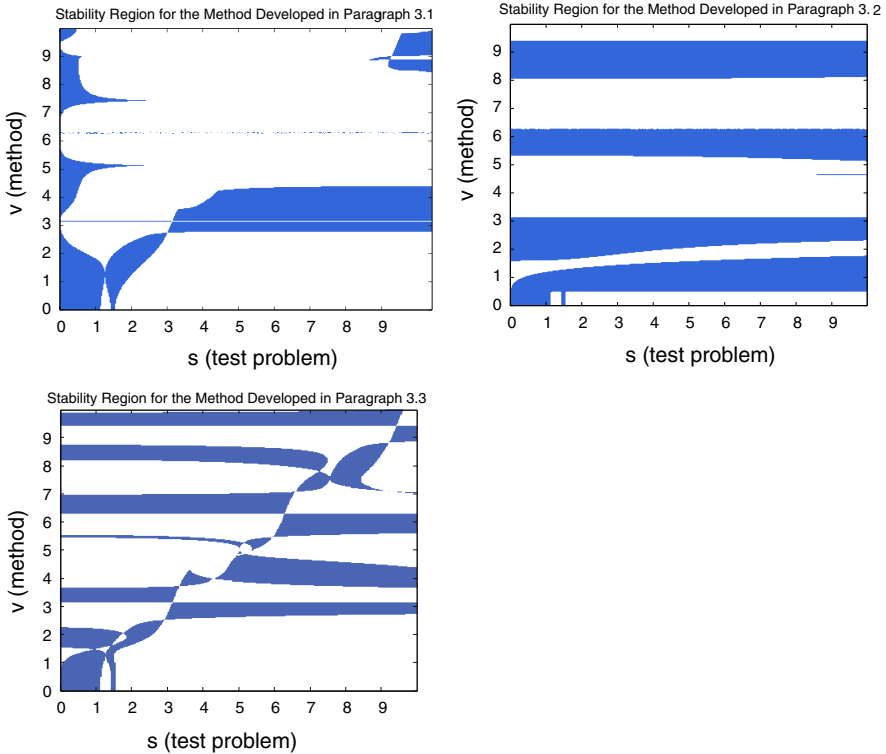 Stability Region for the Method Developed in Paragraph 3.1
9
8
7
6
5
4
3
2
1
0
v (method)
0 1 2 3 4 5 6 7 8 9
s (test problem)
Stability Region for the Method Developed in Paragraph 3.2
9
8
7
6
5
4
3
2
1
0
v (method)
0 1 2 3 4 5 6 7 8 9
s (test problem)
Stability Region for the Method Developed in Paragraph 3.3
9
8
7
6
5
4
3
2
1
0
v (method)
0 1 2 3 4 5 6 7 8 9
s (test problem)